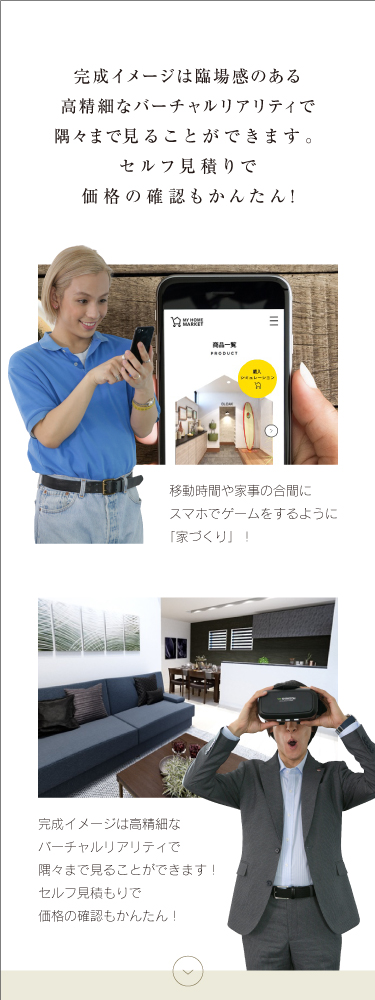 完成イメージは臨場感のある
高精細なバーチャルリアリティで
隅々まで見ることができます。
セルフ見積りで
価格の確認もかんたん!
MY HOME
MARKET
商品一覧
PRODUCT
購入
シミュレーション
移動時間や家事の合間に
スマホでゲームをするように
「家づくり」！
完成イメージは高精細な
バーチャルリアリティで
隅々まで見ることができます！
セルフ見積もりで
価格の確認もかんたん！